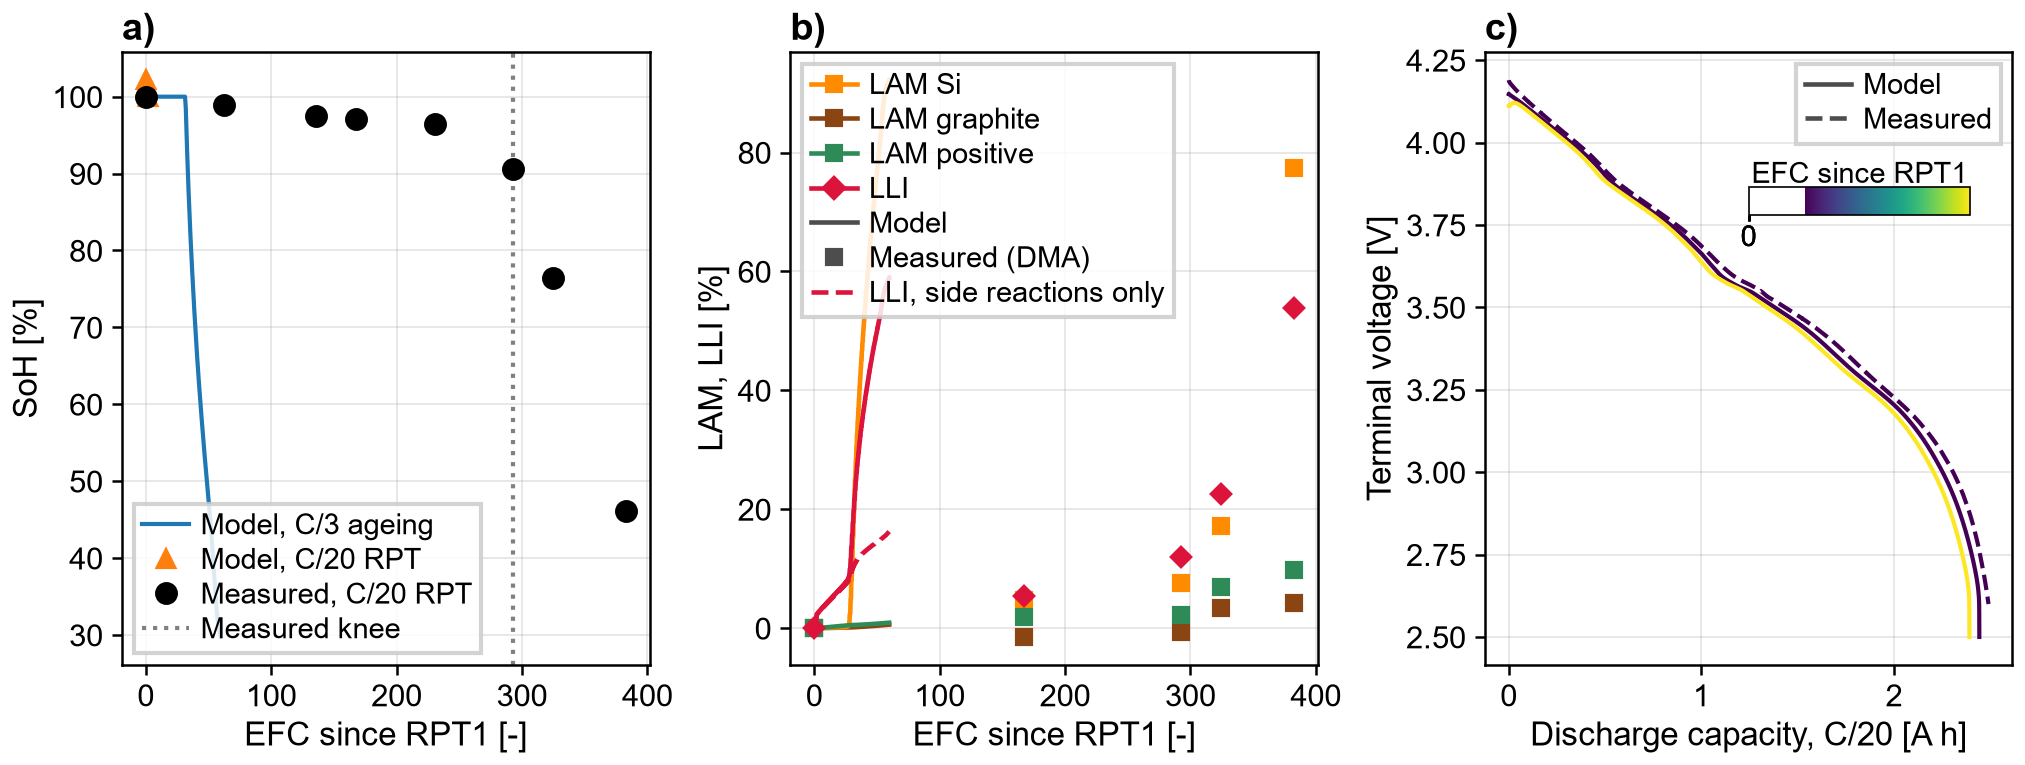 a)
100
90
80
70
60
50
40
30
SoH [%]
Model, C/3 ageing
Model, C/20 RPT
Measured, C/20 RPT
Measured knee
0
100
200
300
400
EFC since RPT1 [-]
b)
80
60
40
20
0
LAM, LLI [%]
LAM Si
LAM graphite
LAM positive
LLI
Model
Measured (DMA)
LLI, side reactions only
0
100
200
300
400
EFC since RPT1 [-]
c)
4.25
4.00
3.75
3.50
3.25
3.00
2.75
2.50
Terminal voltage [V]
Model
Measured
EFC since RPT1
0
0
1
2
Discharge capacity, C/20 [A h]